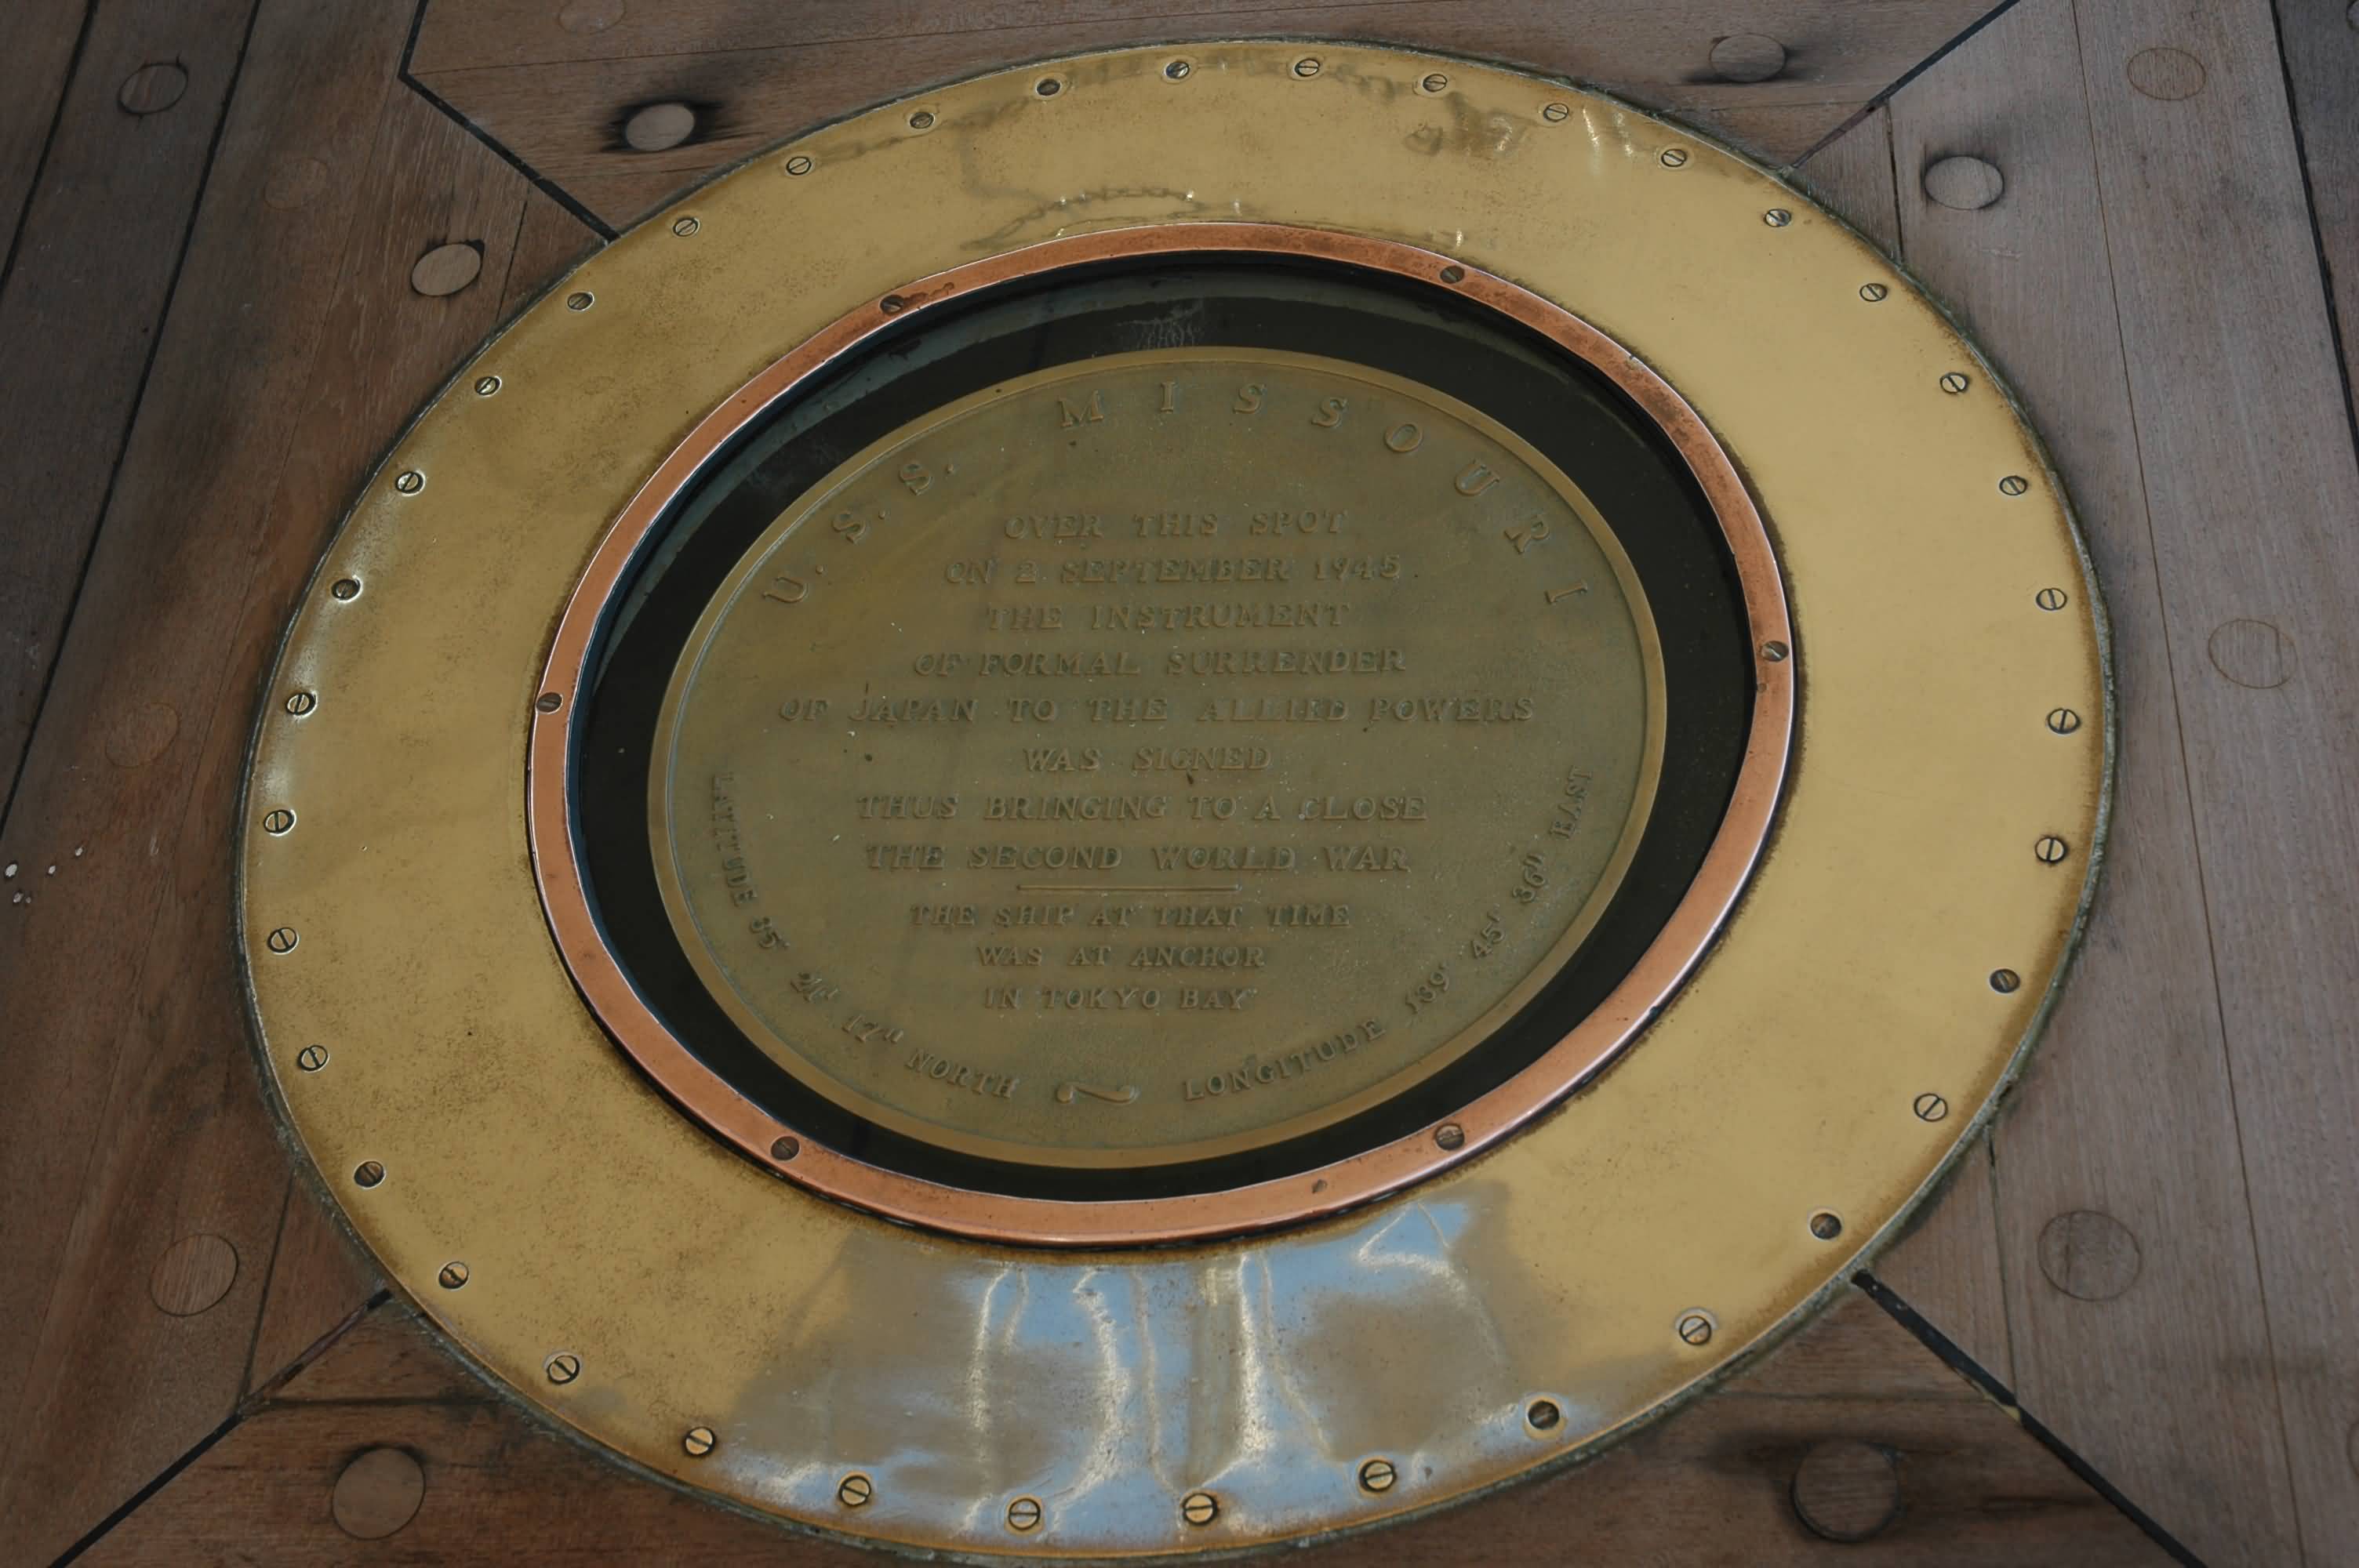 U.S.S. MISSOURI
OVER THIS SPOT
ON 2 SEPTEMBER 1945
THE INSTRUMENT
OF FORMAL SURRENDER
OF JAPAN TO THE ALLIED POWERS
WAS SIGNED
THUS BRINGING TO A CLOSE
THE SECOND WORLD WAR
THE SHIP AT THAT TIME
WAS AT ANCHOR
IN TOKYO BAY
LATITUDE 35° 21' 17" NORTH ~ LONGITUDE 139° 45' 36" EAST